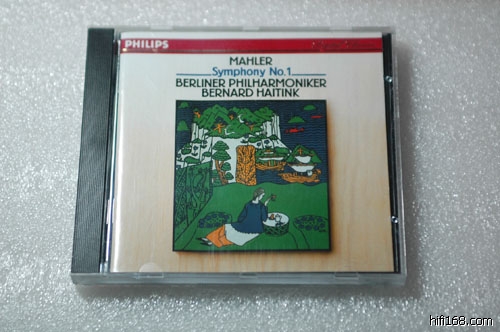 PHILIPS
MAHLER
Symphony No.1
BERLINER PHILHARMONIKER
BERNARD HAITINK
hifi168.com